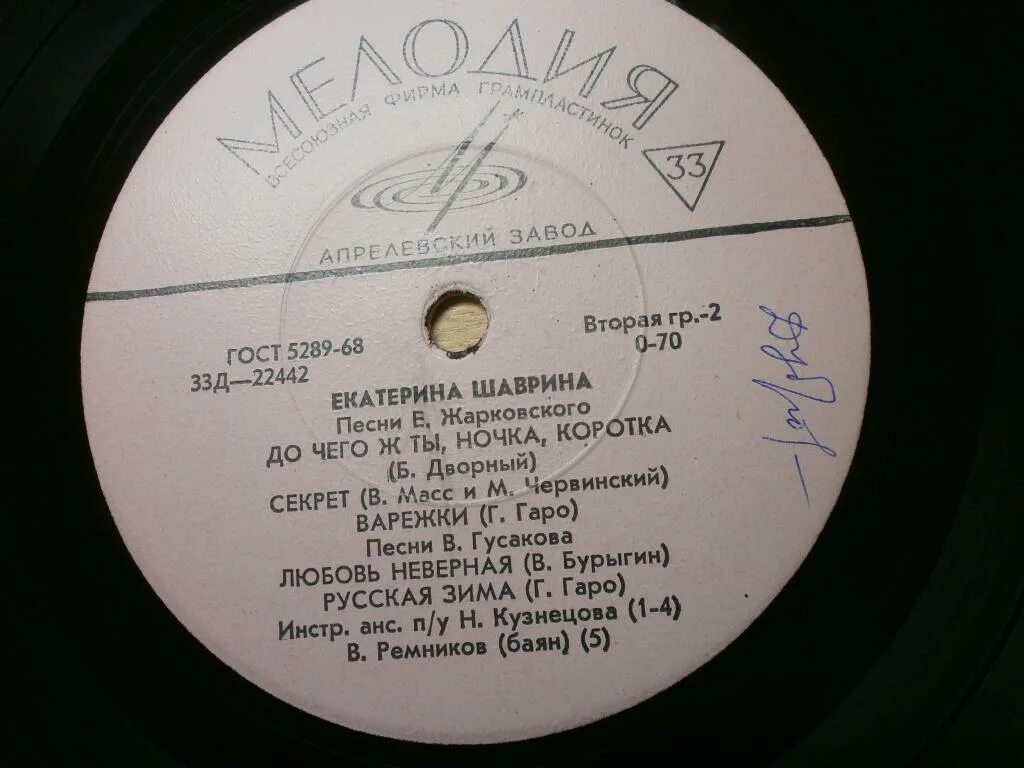 МЕЛОДИЯ
ВСЕСОЮЗНАЯ ФИРМА ГРАМПЛАСТИНОК
33
АПРЕЛЕВСКИЙ ЗАВОД
ГОСТ 5289-68
33Д—22442
Вторая гр.-2
0-70
ЕКАТЕРИНА ШАВРИНА
Песни Е. Жарковского
ДО ЧЕГО Ж ТЫ, НОЧКА, КОРОТКА
(Б. Дворный)
СЕКРЕТ (В. Масс и М. Червинский)
ВАРЕЖКИ (Г. Гаро)
Песни В. Гусакова
ЛЮБОВЬ НЕВЕРНАЯ (В. Бурыгин)
РУССКАЯ ЗИМА (Г. Гаро)
Инстр. анс. п/у Н. Кузнецова (1-4)
В. Ремников (баян) (5)